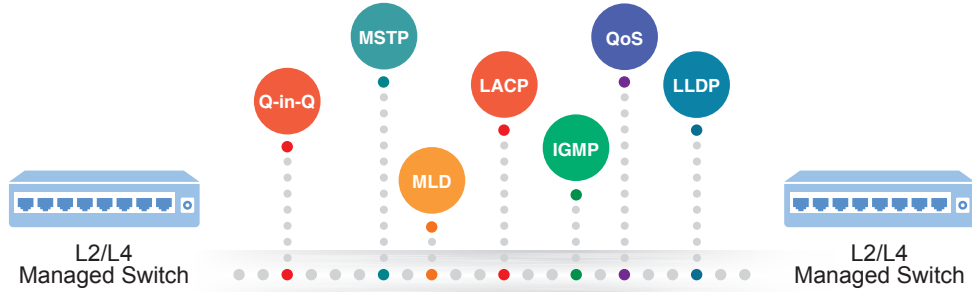 MSTP
QoS
Q-in-Q
LACP
LLDP
IGMP
MLD
L2/L4
Managed Switch
L2/L4
Managed Switch